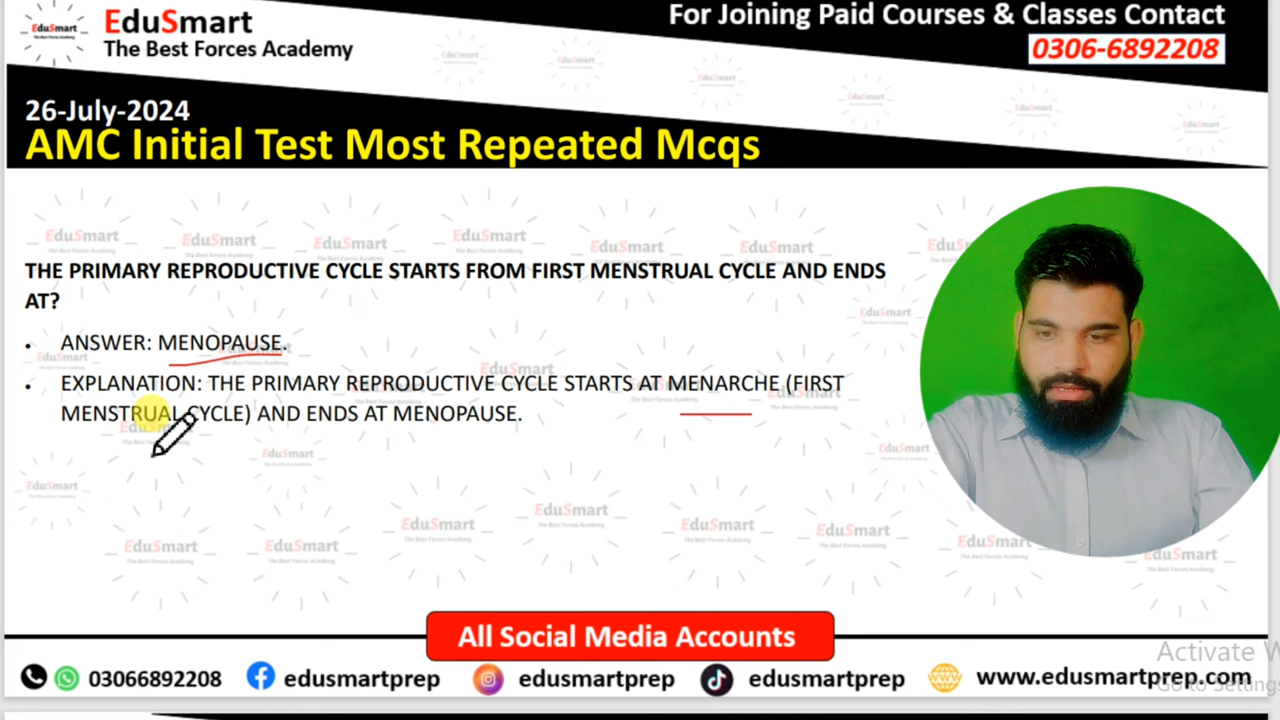 EduSmart
EduSmart
The Best Forces Academy
For Joining Paid Courses & Classes Contact
0306-6892208
26-July-2024
AMC Initial Test Most Repeated Mcqs
THE PRIMARY REPRODUCTIVE CYCLE STARTS FROM FIRST MENSTRUAL CYCLE AND ENDS
AT?
• ANSWER: MENOPAUSE.
• EXPLANATION: THE PRIMARY REPRODUCTIVE CYCLE STARTS AT MENARCHE (FIRST
MENSTRUAL CYCLE) AND ENDS AT MENOPAUSE.
All Social Media Accounts
03066892208
edusmartprep
edusmartprep
edusmartprep
www.edusmartprep.com
Activate